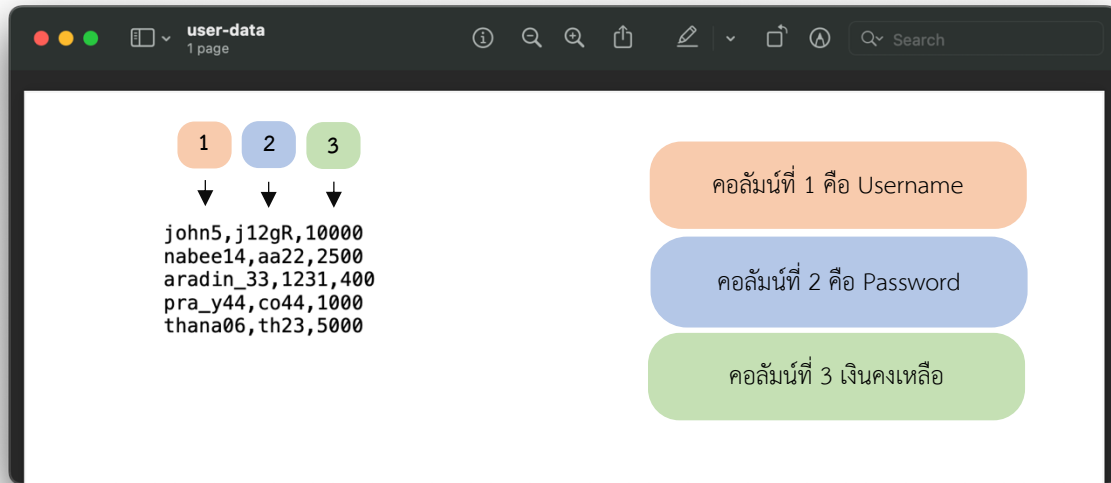 user-data
1 page
Search
1 2 3
john5,j12gR,10000
nabee14,aa22,2500
aradin_33,1231,400
pra_y44,co44,1000
thana06,th23,5000
คอลัมน์ที่ 1 คือ Username
คอลัมน์ที่ 2 คือ Password
คอลัมน์ที่ 3 เงินคงเหลือ